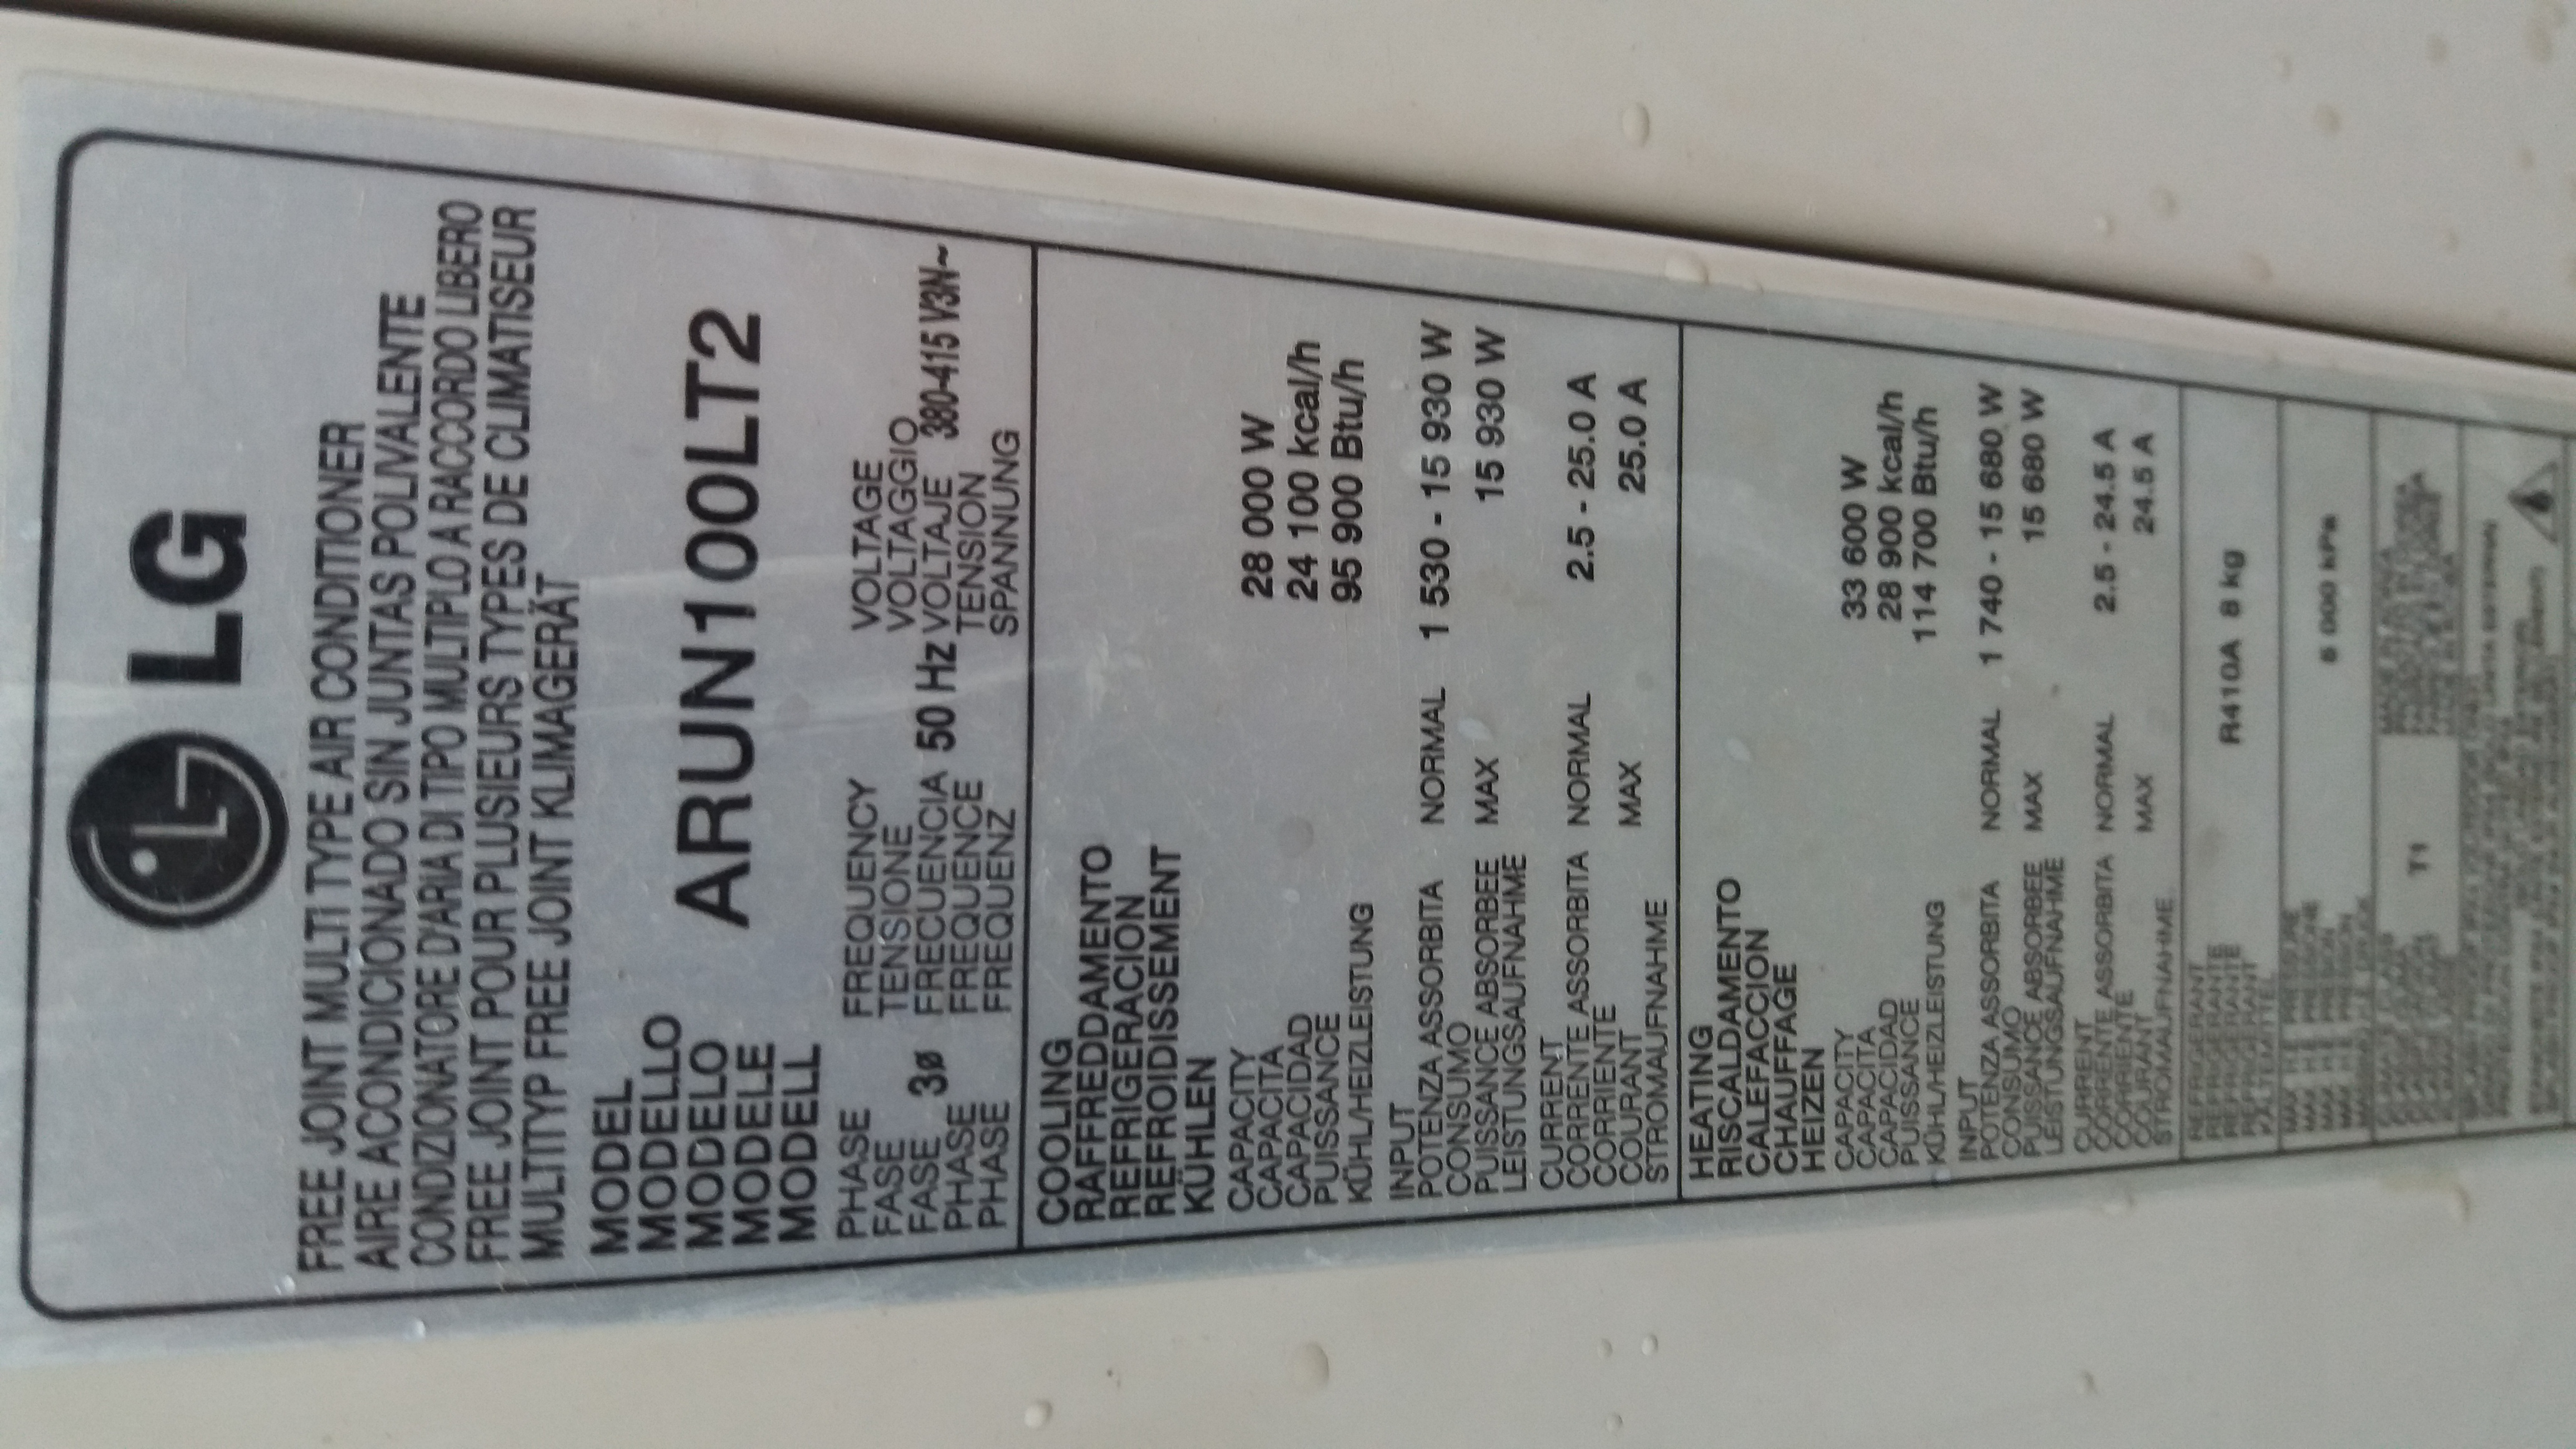 LG
FREE JOINT MULTI TYPE AIR CONDITIONER
AIRE ACONDICIONADO SIN JUNTAS POLIVALENTE
CONDIZIONATORE D'ARIA DI TIPO MULTIPLO A RACCORDO LIBERO
FREE JOINT POUR PLUSIEURS TYPES DE CLIMATISEUR
MULTITYP FREE JOINT KLIMAGERÄT
MODEL
MODELLO
MODELO ARUN100LT2
MODELE
MODELL
PHASE FREQUENCY VOLTAGE
FASE TENSIONE VOLTAGGIO
FASE 3ø FRECUENCIA 50 Hz VOLTAJE 380-415 V3N~
PHASE FREQUENCE TENSION
PHASE FREQUENZ SPANNUNG
COOLING
RAFFREDDAMENTO
REFRIGERACION
REFROIDISSEMENT
KÜHLEN
CAPACITY 28 000 W
CAPACITA
CAPACIDAD 24 100 kcal/h
PUISSANCE 95 900 Btu/h
KÜHL/HEIZLEISTUNG
INPUT
POTENZA ASSORBITA NORMAL 1 530 - 15 930 W
CONSUMO
PUISSANCE ABSORBEE MAX 15 930 W
LEISTUNGSAUFNAHME
CURRENT
CORRENTE ASSORBITA NORMAL 2.5 - 25.0 A
CORRIENTE
COURANT MAX 25.0 A
STROMAUFNAHME
HEATING
RISCALDAMENTO
CALEFACCION
CHAUFFAGE
HEIZEN
CAPACITY 33 600 W
CAPACITA
CAPACIDAD 28 900 kcal/h
PUISSANCE 114 700 Btu/h
KÜHL/HEIZLEISTUNG
INPUT
POTENZA ASSORBITA NORMAL 1 740 - 15 680 W
CONSUMO
PUISSANCE ABSORBEE MAX 15 680 W
LEISTUNGSAUFNAHME
CURRENT
CORRENTE ASSORBITA NORMAL 2.5 - 24.5 A
CORRIENTE
COURANT MAX 24.5 A
STROMAUFNAHME
REFRIGERANT
REFRIGERANTE
REFRIGERANTE R410A 8 kg
REFRIGERANT
000 kPa
T1